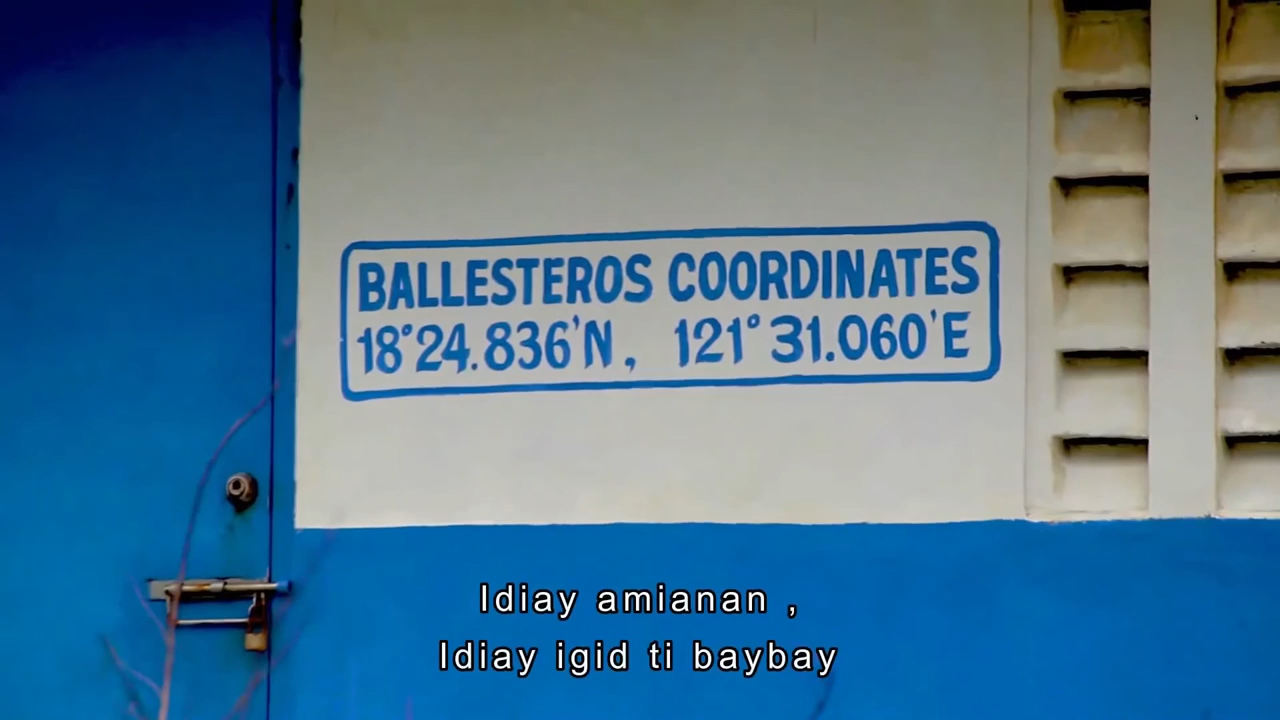 BALLESTEROS COORDINATES
18°24.836'N, 121°31.060'E
Idiay amianan ,
Idiay igid ti baybay